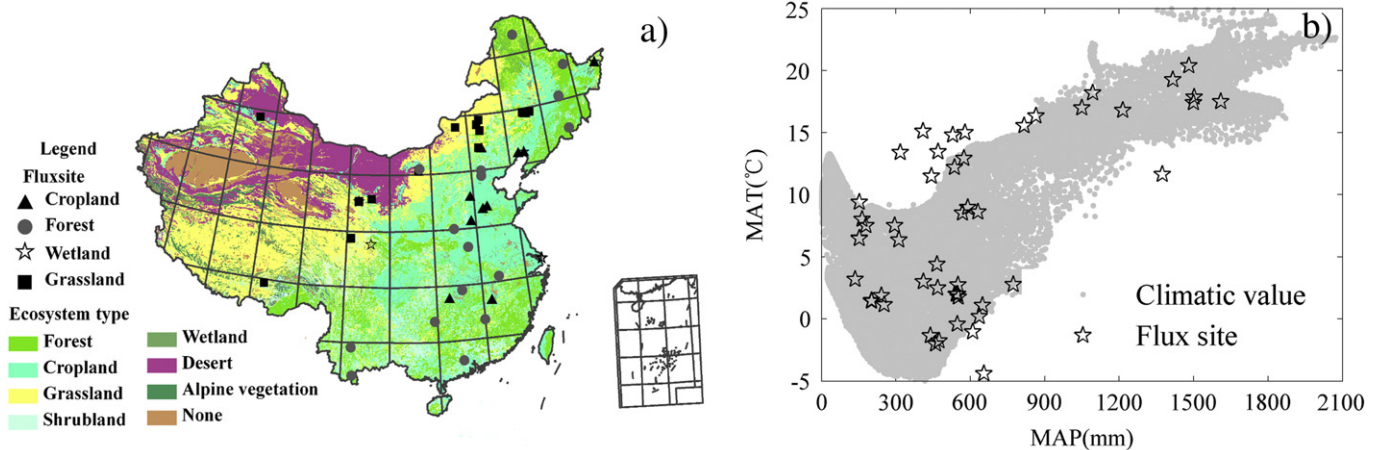 a)
Legend
Fluxsite
Cropland
Forest
Wetland
Grassland
Ecosystem type
Forest
Cropland
Grassland
Shrubland
Wetland
Desert
Alpine vegetation
None
b)
MAT(℃)
25
20
15
10
5
0
-5
Climatic value
Flux site
0 300 600 900 1200 1500 1800 2100
MAP(mm)